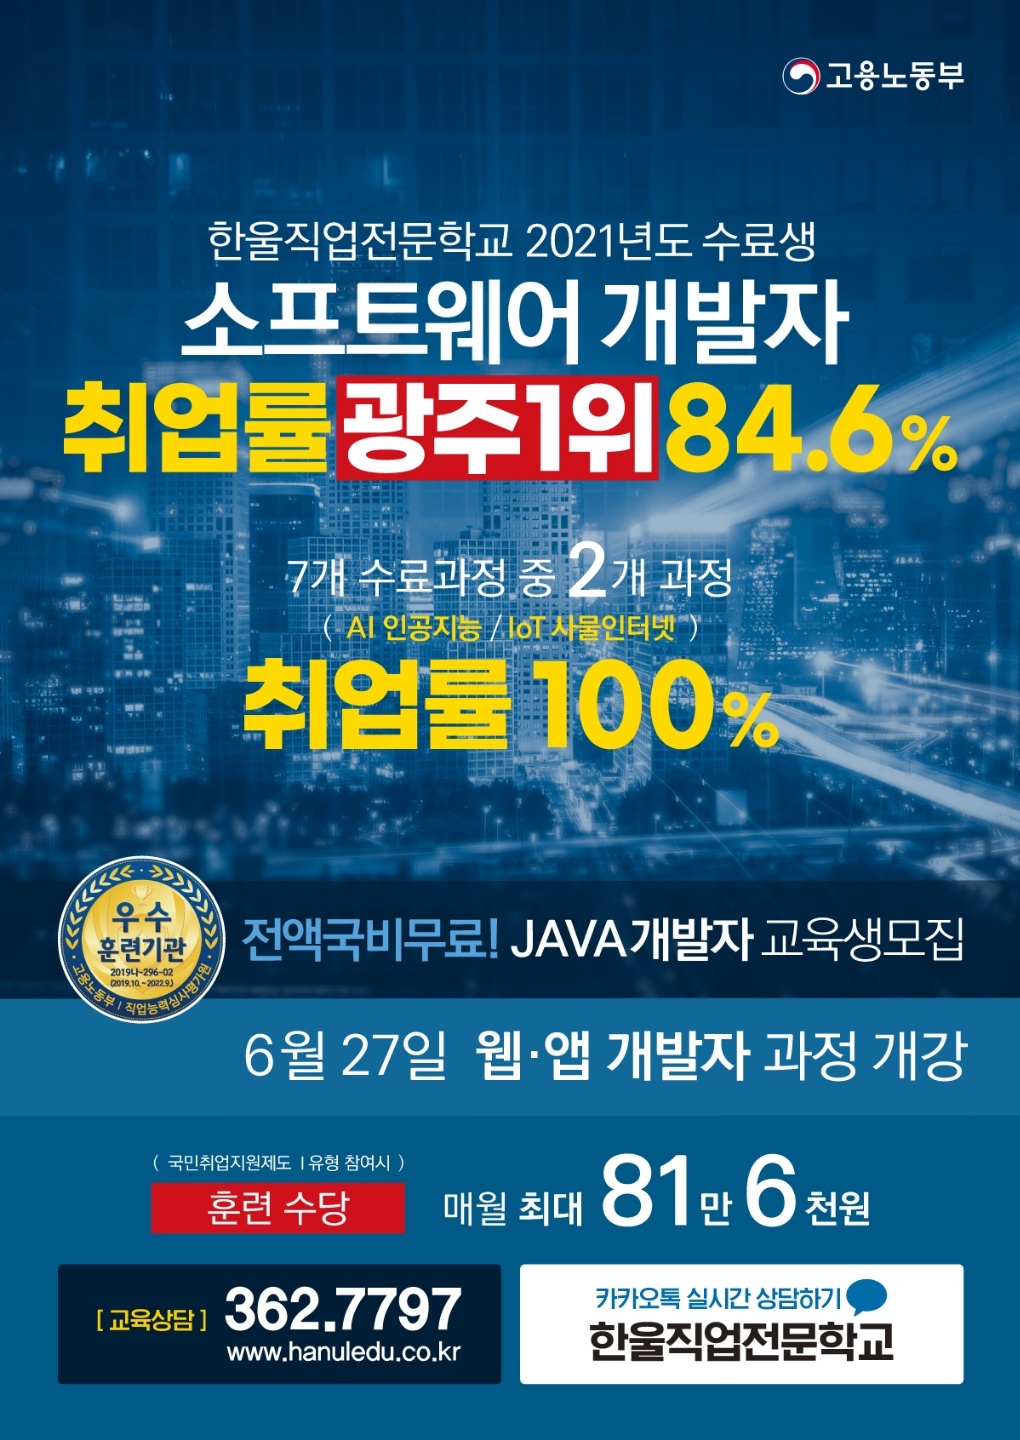 고용노동부
한울직업전문학교 2021년도 수료생
소프트웨어 개발자
취업률 광주1위 84.6%
7개 수료과정 중 2개 과정
( AI 인공지능 / IoT 사물인터넷 )
취업률 100%
우수
훈련기관
2019나-296-02
(2019.10.~2022.9.)
고용노동부 | 직업능력심사평가원
전액국비무료! JAVA 개발자 교육생모집
6월 27일 웹·앱 개발자 과정 개강
( 국민취업지원제도 I유형 참여시 )
훈련 수당
매월 최대 81만 6천원
[ 교육상담 ] 362.7797
www.hanuledu.co.kr
카카오톡 실시간 상담하기
한울직업전문학교